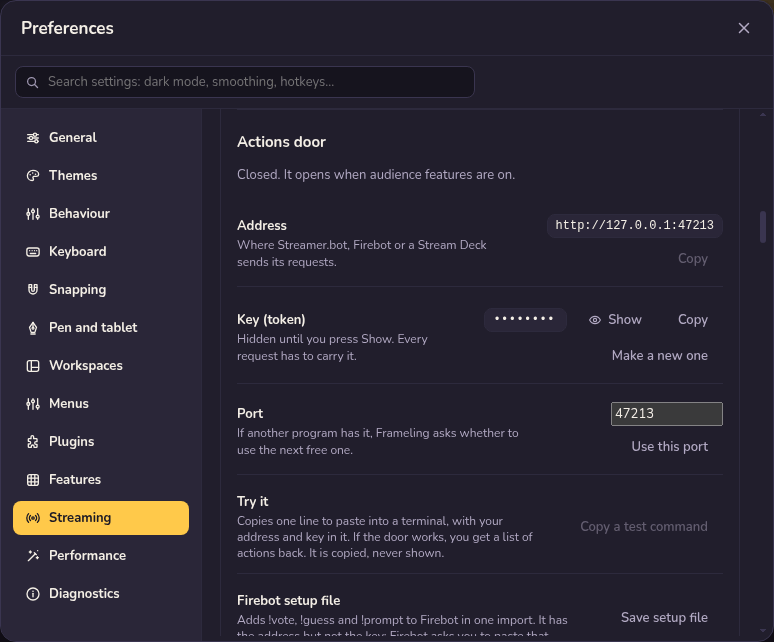 Preferences
Search settings: dark mode, smoothing, hotkeys...
General
Themes
Behaviour
Keyboard
Snapping
Pen and tablet
Workspaces
Menus
Plugins
Features
Streaming
Performance
Diagnostics
Actions door
Closed. It opens when audience features are on.
Address
http://127.0.0.1:47213
Where Streamer.bot, Firebot or a Stream Deck
sends its requests.
Copy
Key (token)
••••••••
Show
Copy
Hidden until you press Show. Every
request has to carry it.
Make a new one
Port
47213
If another program has it, Frameling asks whether to
use the next free one.
Use this port
Try it
Copies one line to paste into a terminal, with your
address and key in it. If the door works, you get a list of
actions back. It is copied, never shown.
Copy a test command
Firebot setup file
Adds !vote, !guess and !prompt to Firebot in one import. It has
the address but not the key: Firebot asks you to paste that
Save setup file